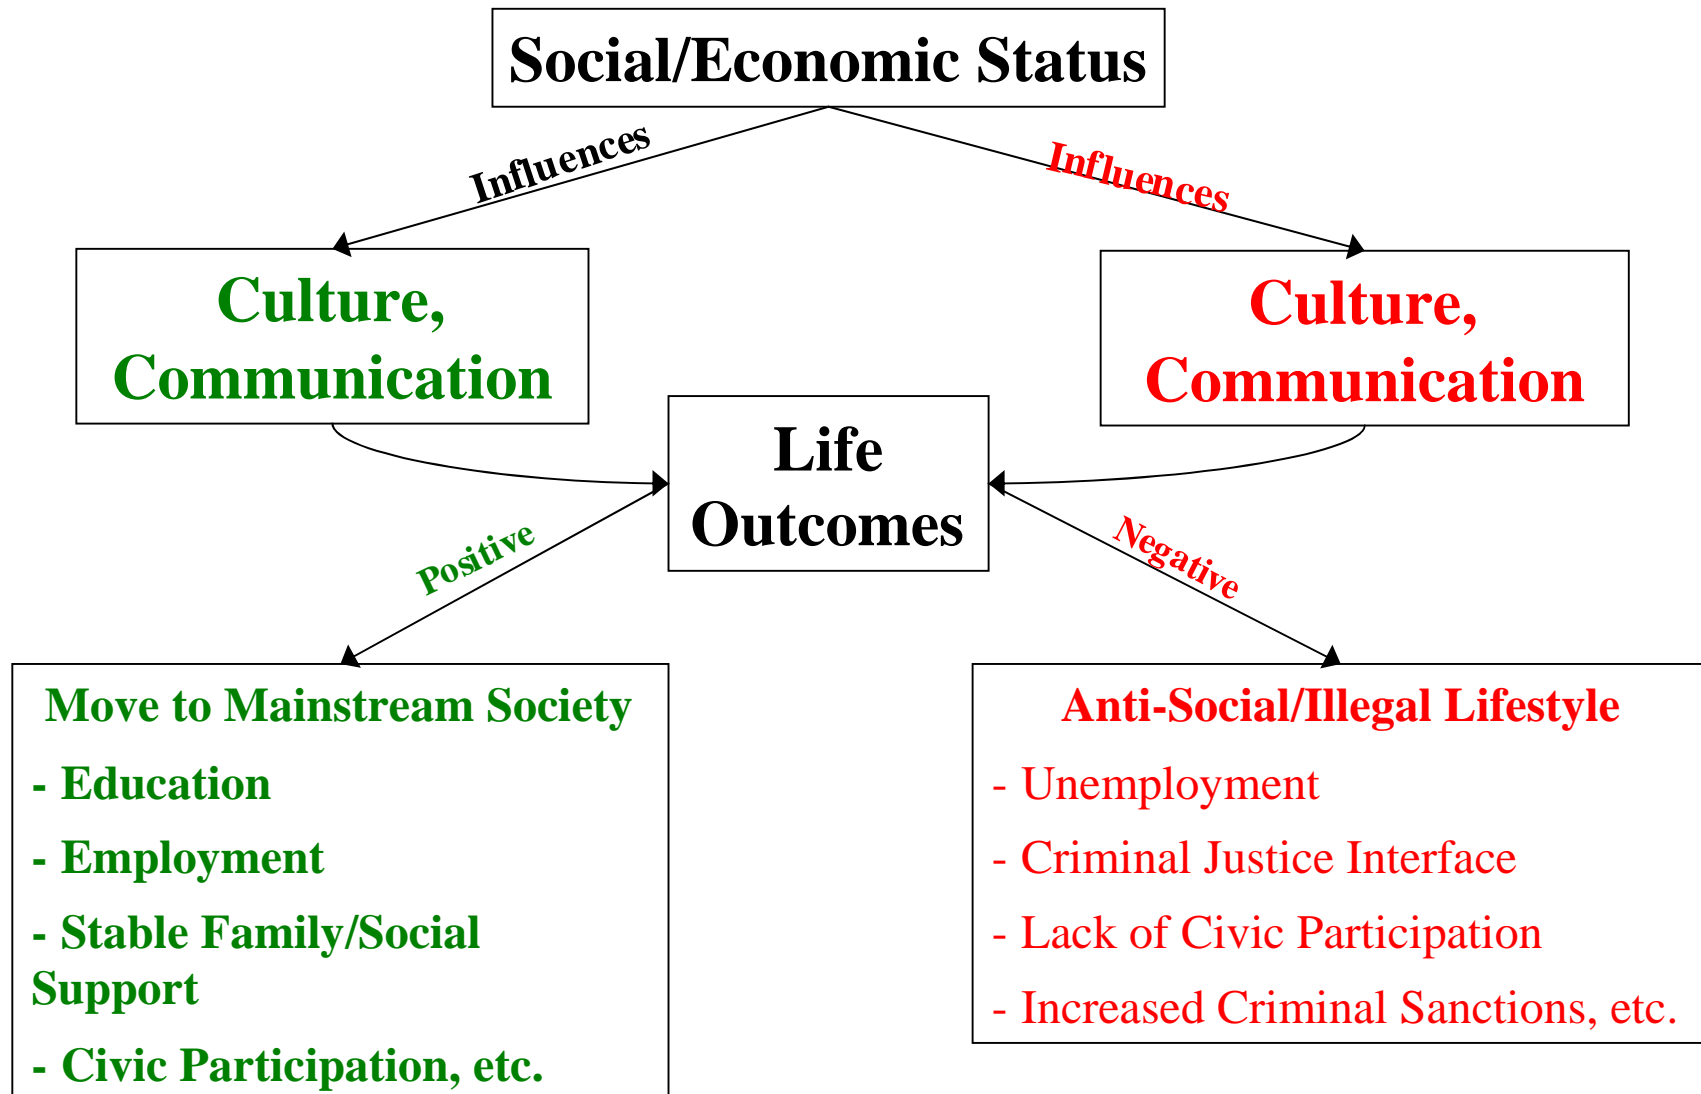 Social/Economic Status
Influences
Influences
Culture,
Communication
Culture,
Communication
Life
Outcomes
Positive
Negative
Move to Mainstream Society
- Education
- Employment
- Stable Family/Social
Support
- Civic Participation, etc.
Anti-Social/Illegal Lifestyle
- Unemployment
- Criminal Justice Interface
- Lack of Civic Participation
- Increased Criminal Sanctions, etc.